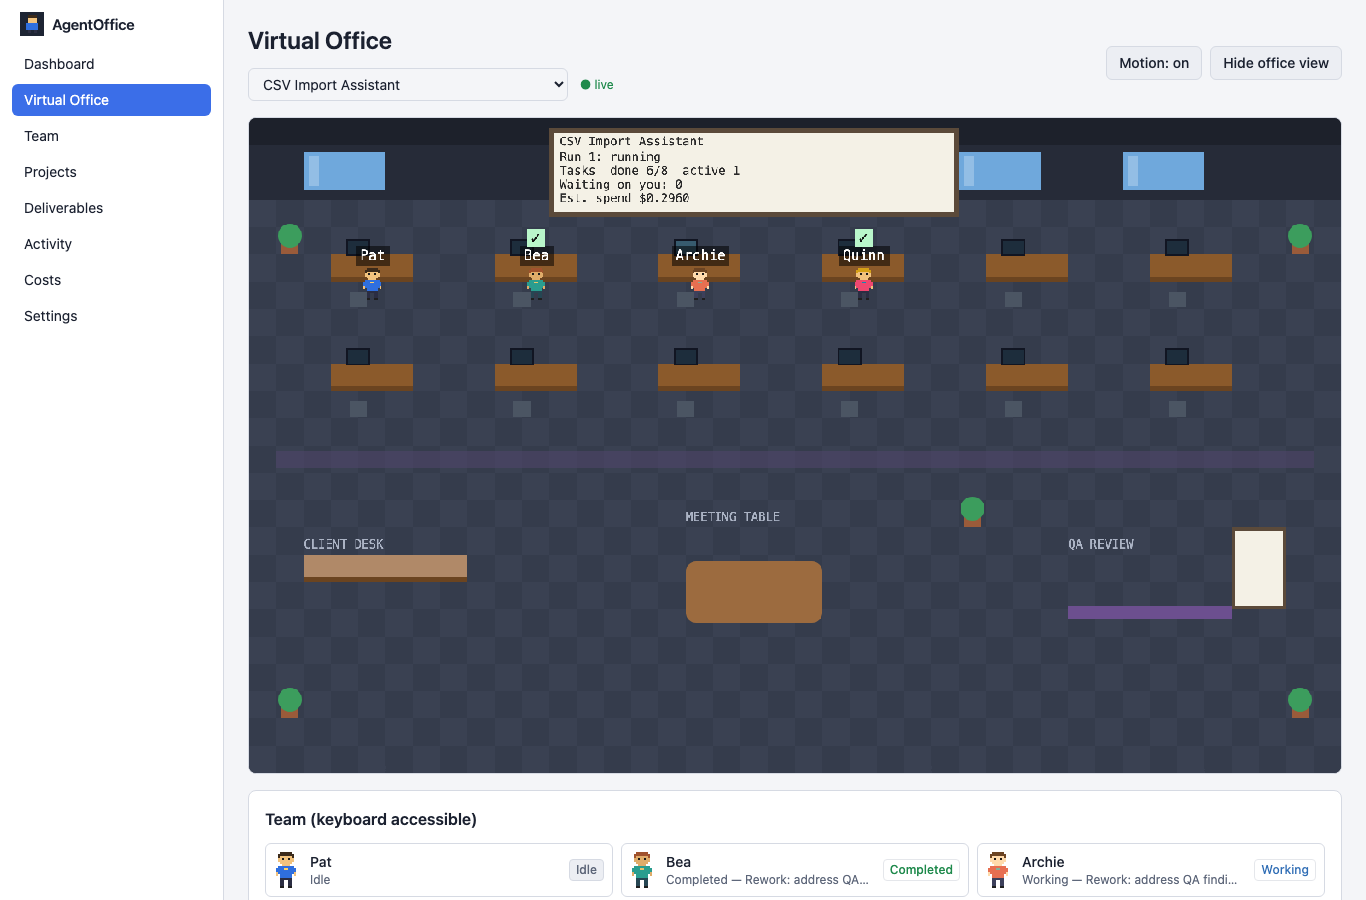 AgentOffice
Dashboard
Virtual Office
Team
Projects
Deliverables
Activity
Costs
Settings
Virtual Office
CSV Import Assistant
live
Motion: on
Hide office view
CSV Import Assistant
Run 1: running
Tasks  done 6/8  active 1
Waiting on you: 0
Est. spend $0.2960
Pat
✓
Bea
Archie
✓
Quinn
MEETING TABLE
CLIENT DESK
QA REVIEW
Team (keyboard accessible)
Pat
Idle
Idle
Bea
Completed — Rework: address QA...
Completed
Archie
Working — Rework: address QA findi...
Working